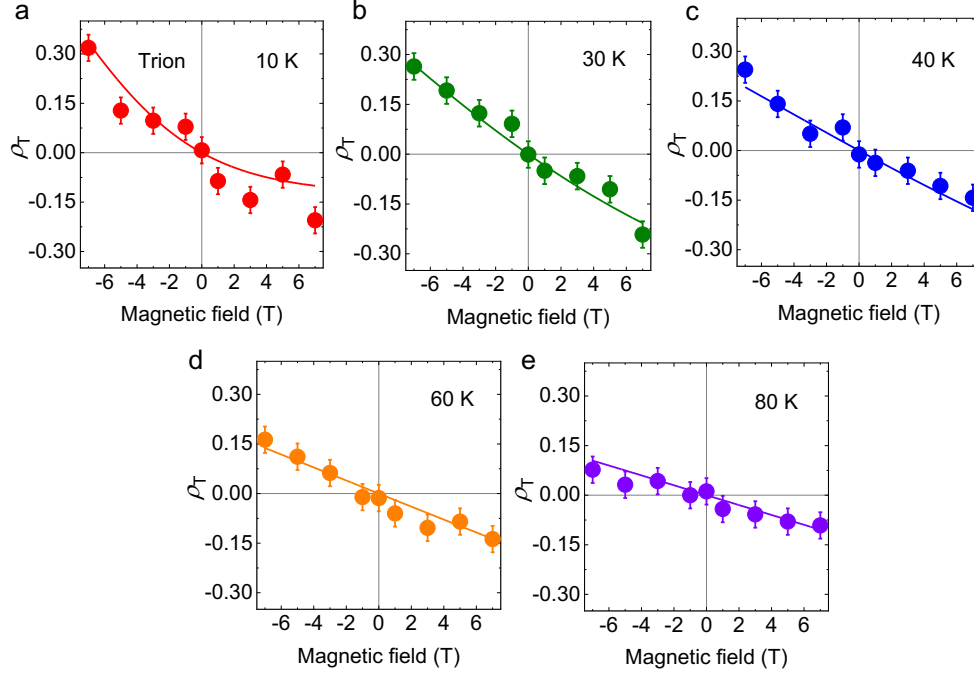 a
Trion 10 K
ρT
0.30
0.15
0.00
-0.15
-0.30
-6 -4 -2 0 2 4 6
Magnetic field (T)
b
30 K
ρT
0.30
0.15
0.00
-0.15
-0.30
-6 -4 -2 0 2 4 6
Magnetic field (T)
c
40 K
ρT
0.30
0.15
0.00
-0.15
-0.30
-6 -4 -2 0 2 4 6
Magnetic field (T)
d
60 K
ρT
0.30
0.15
0.00
-0.15
-0.30
-6 -4 -2 0 2 4 6
Magnetic field (T)
e
80 K
ρT
0.30
0.15
0.00
-0.15
-0.30
-6 -4 -2 0 2 4 6
Magnetic field (T)